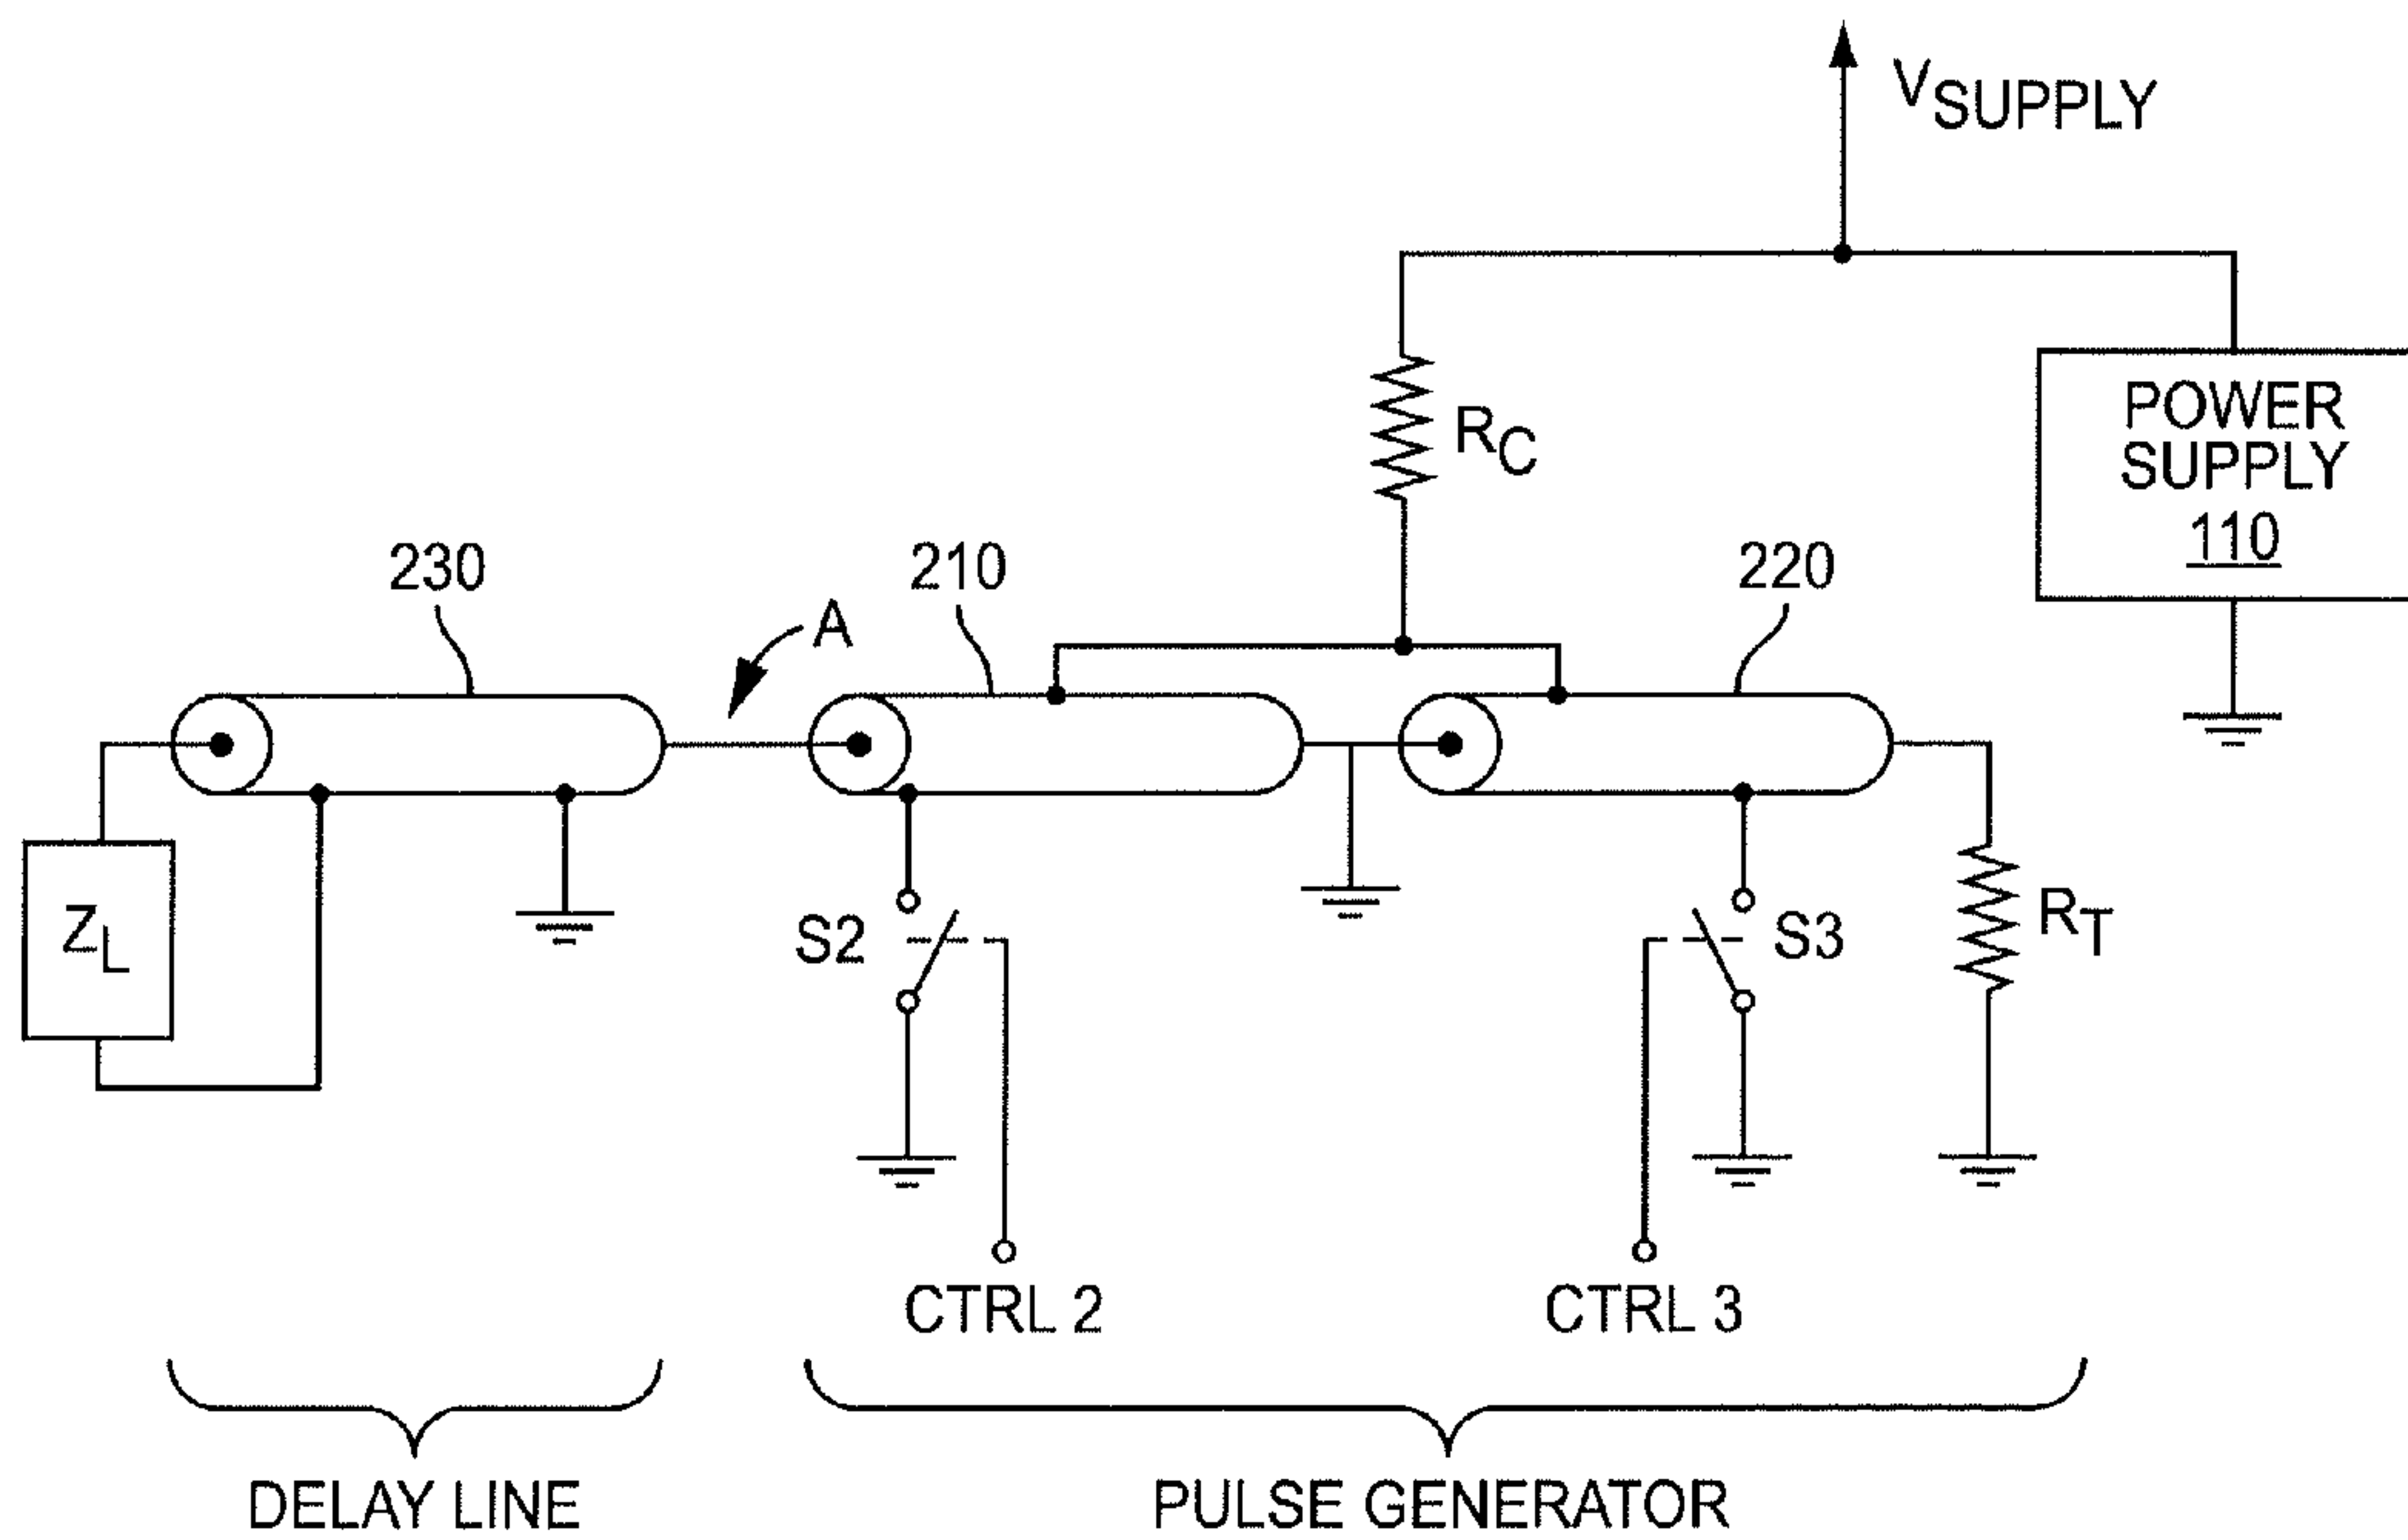 VSUPPLY
RC
POWER
SUPPLY
110
230
210
220
A
ZL
S2
S3
RT
CTRL 2
CTRL 3
DELAY LINE
PULSE GENERATOR